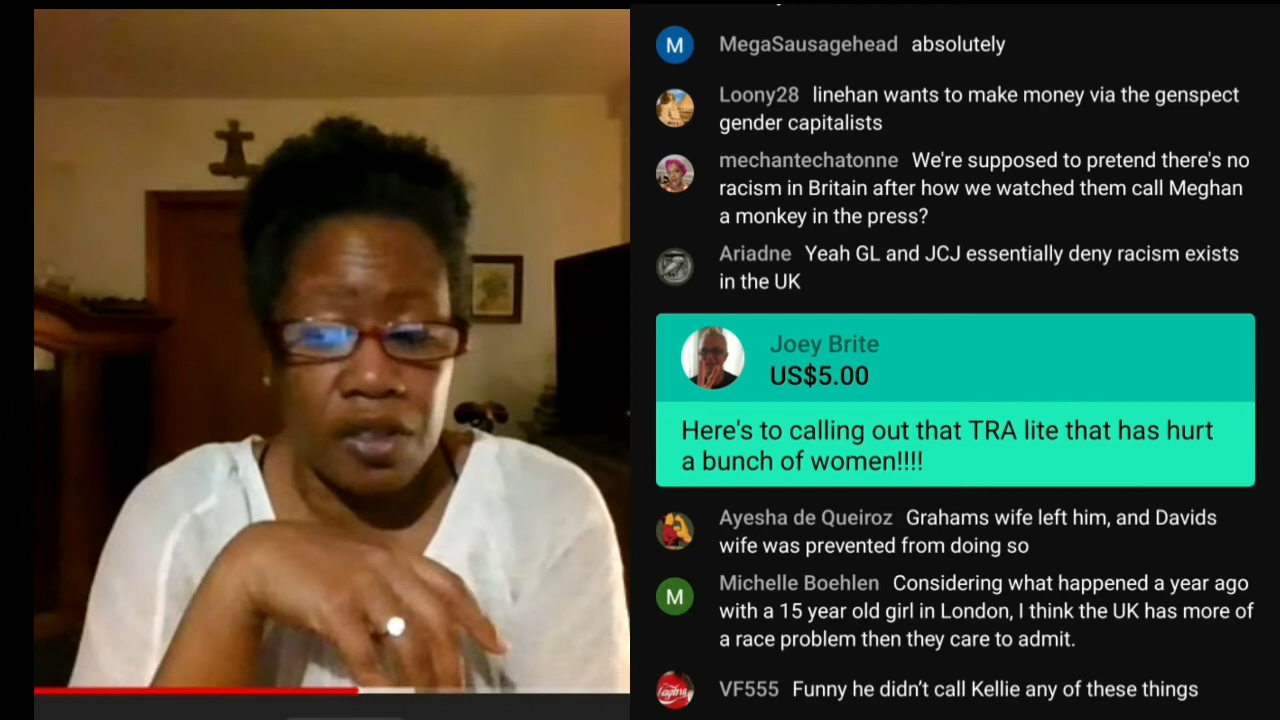 M
MegaSausagehead absolutely
Loony28 linehan wants to make money via the genspect
gender capitalists
mechantechatonne We're supposed to pretend there's no
racism in Britain after how we watched them call Meghan
a monkey in the press?
Ariadne Yeah GL and JCJ essentially deny racism exists
in the UK
Joey Brite
US$5.00
Here's to calling out that TRA lite that has hurt
a bunch of women!!!!
Ayesha de Queiroz Grahams wife left him, and Davids
wife was prevented from doing so
M
Michelle Boehlen Considering what happened a year ago
with a 15 year old girl in London, I think the UK has more of
a race problem then they care to admit.
VF555 Funny he didn’t call Kellie any of these things